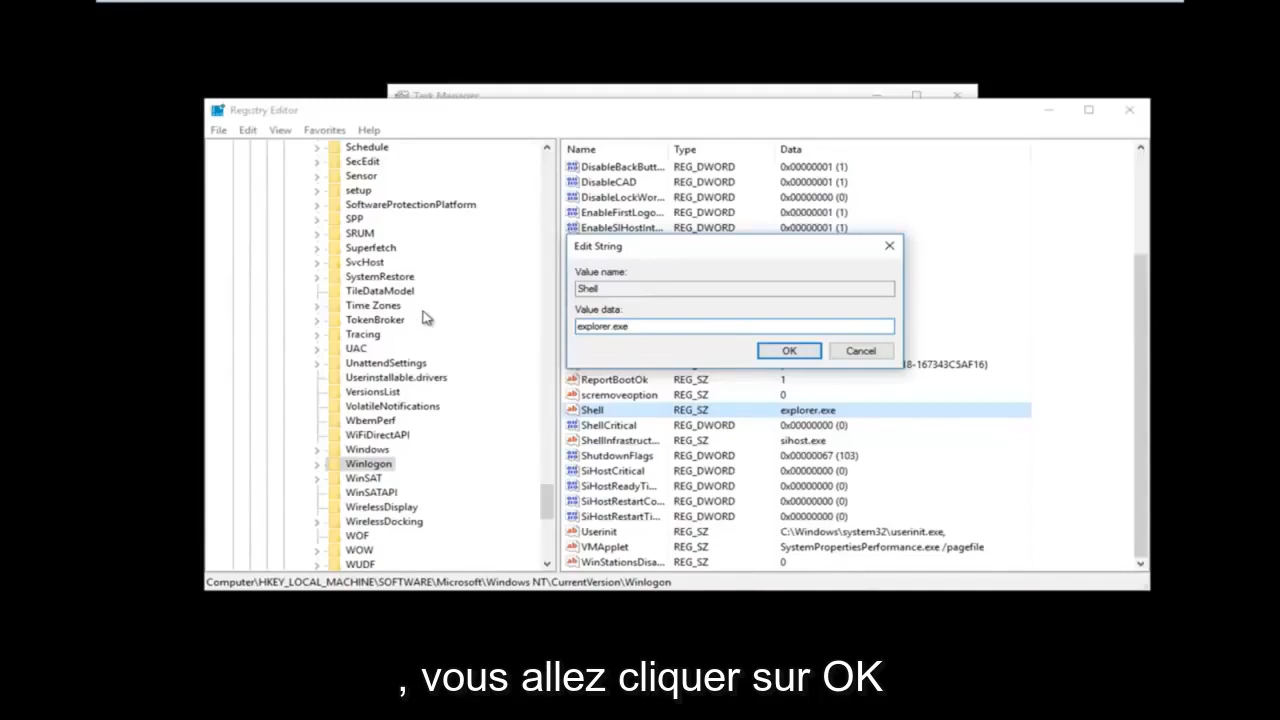 Task Manager
Registry Editor
File Edit View Favorites Help
Schedule
SecEdit
Sensor
setup
SoftwareProtectionPlatform
SPP
SRUM
Superfetch
SvcHost
SystemRestore
TileDataModel
Time Zones
TokenBroker
Tracing
UAC
UnattendSettings
Userinstallable.drivers
VersionsList
VolatileNotifications
WbemPerf
WiFiDirectAPI
Windows
Winlogon
WinSAT
WinSATAPI
WirelessDisplay
WirelessDocking
WOF
WOW
WUDF
Name Type Data
DisableBackButt... REG_DWORD 0x00000001 (1)
DisableCAD REG_DWORD 0x00000001 (1)
DisableLockWor... REG_DWORD 0x00000000 (0)
EnableFirstLogo... REG_DWORD 0x00000001 (1)
EnableSIHostInt... REG_DWORD 0x00000001 (1)
Edit String
Value name:
Shell
Value data:
explorer.exe
OK Cancel
18-167343C5AF16)
ReportBootOk REG_SZ 1
scremoveoption REG_SZ 0
Shell REG_SZ explorer.exe
ShellCritical REG_DWORD 0x00000000 (0)
ShellInfrastruct... REG_SZ sihost.exe
ShutdownFlags REG_DWORD 0x00000067 (103)
SiHostCritical REG_DWORD 0x00000000 (0)
SiHostReadyTi... REG_DWORD 0x00000000 (0)
SiHostRestartCo... REG_DWORD 0x00000000 (0)
SiHostRestartTi... REG_DWORD 0x00000000 (0)
Userinit REG_SZ C:\Windows\system32\userinit.exe,
VMApplet REG_SZ SystemPropertiesPerformance.exe /pagefile
WinStationsDisa... REG_SZ 0
Computer\HKEY_LOCAL_MACHINE\SOFTWARE\Microsoft\Windows NT\CurrentVersion\Winlogon
, vous allez cliquer sur OK